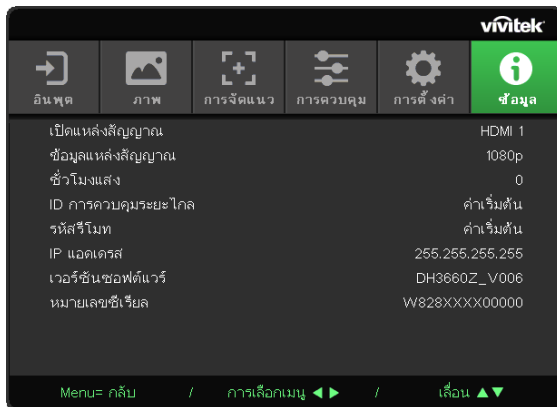 vivitek
อินพุต ภาพ การจัดแนว การควบคุม การตั้งค่า ข้อมูล
เปิดแหล่งสัญญาณ HDMI 1
ข้อมูลแหล่งสัญญาณ 1080p
ชั่วโมงแสง 0
ID การควบคุมระยะไกล ค่าเริ่มต้น
รหัสรีโมท ค่าเริ่มต้น
IP แอดเดรส 255.255.255.255
เวอร์ชันซอฟต์แวร์ DH3660Z_V006
หมายเลขซีเรียล W828XXXX00000
Menu= กลับ / การเลือกเมนู ◀ ▶ / เลื่อน ▲▼